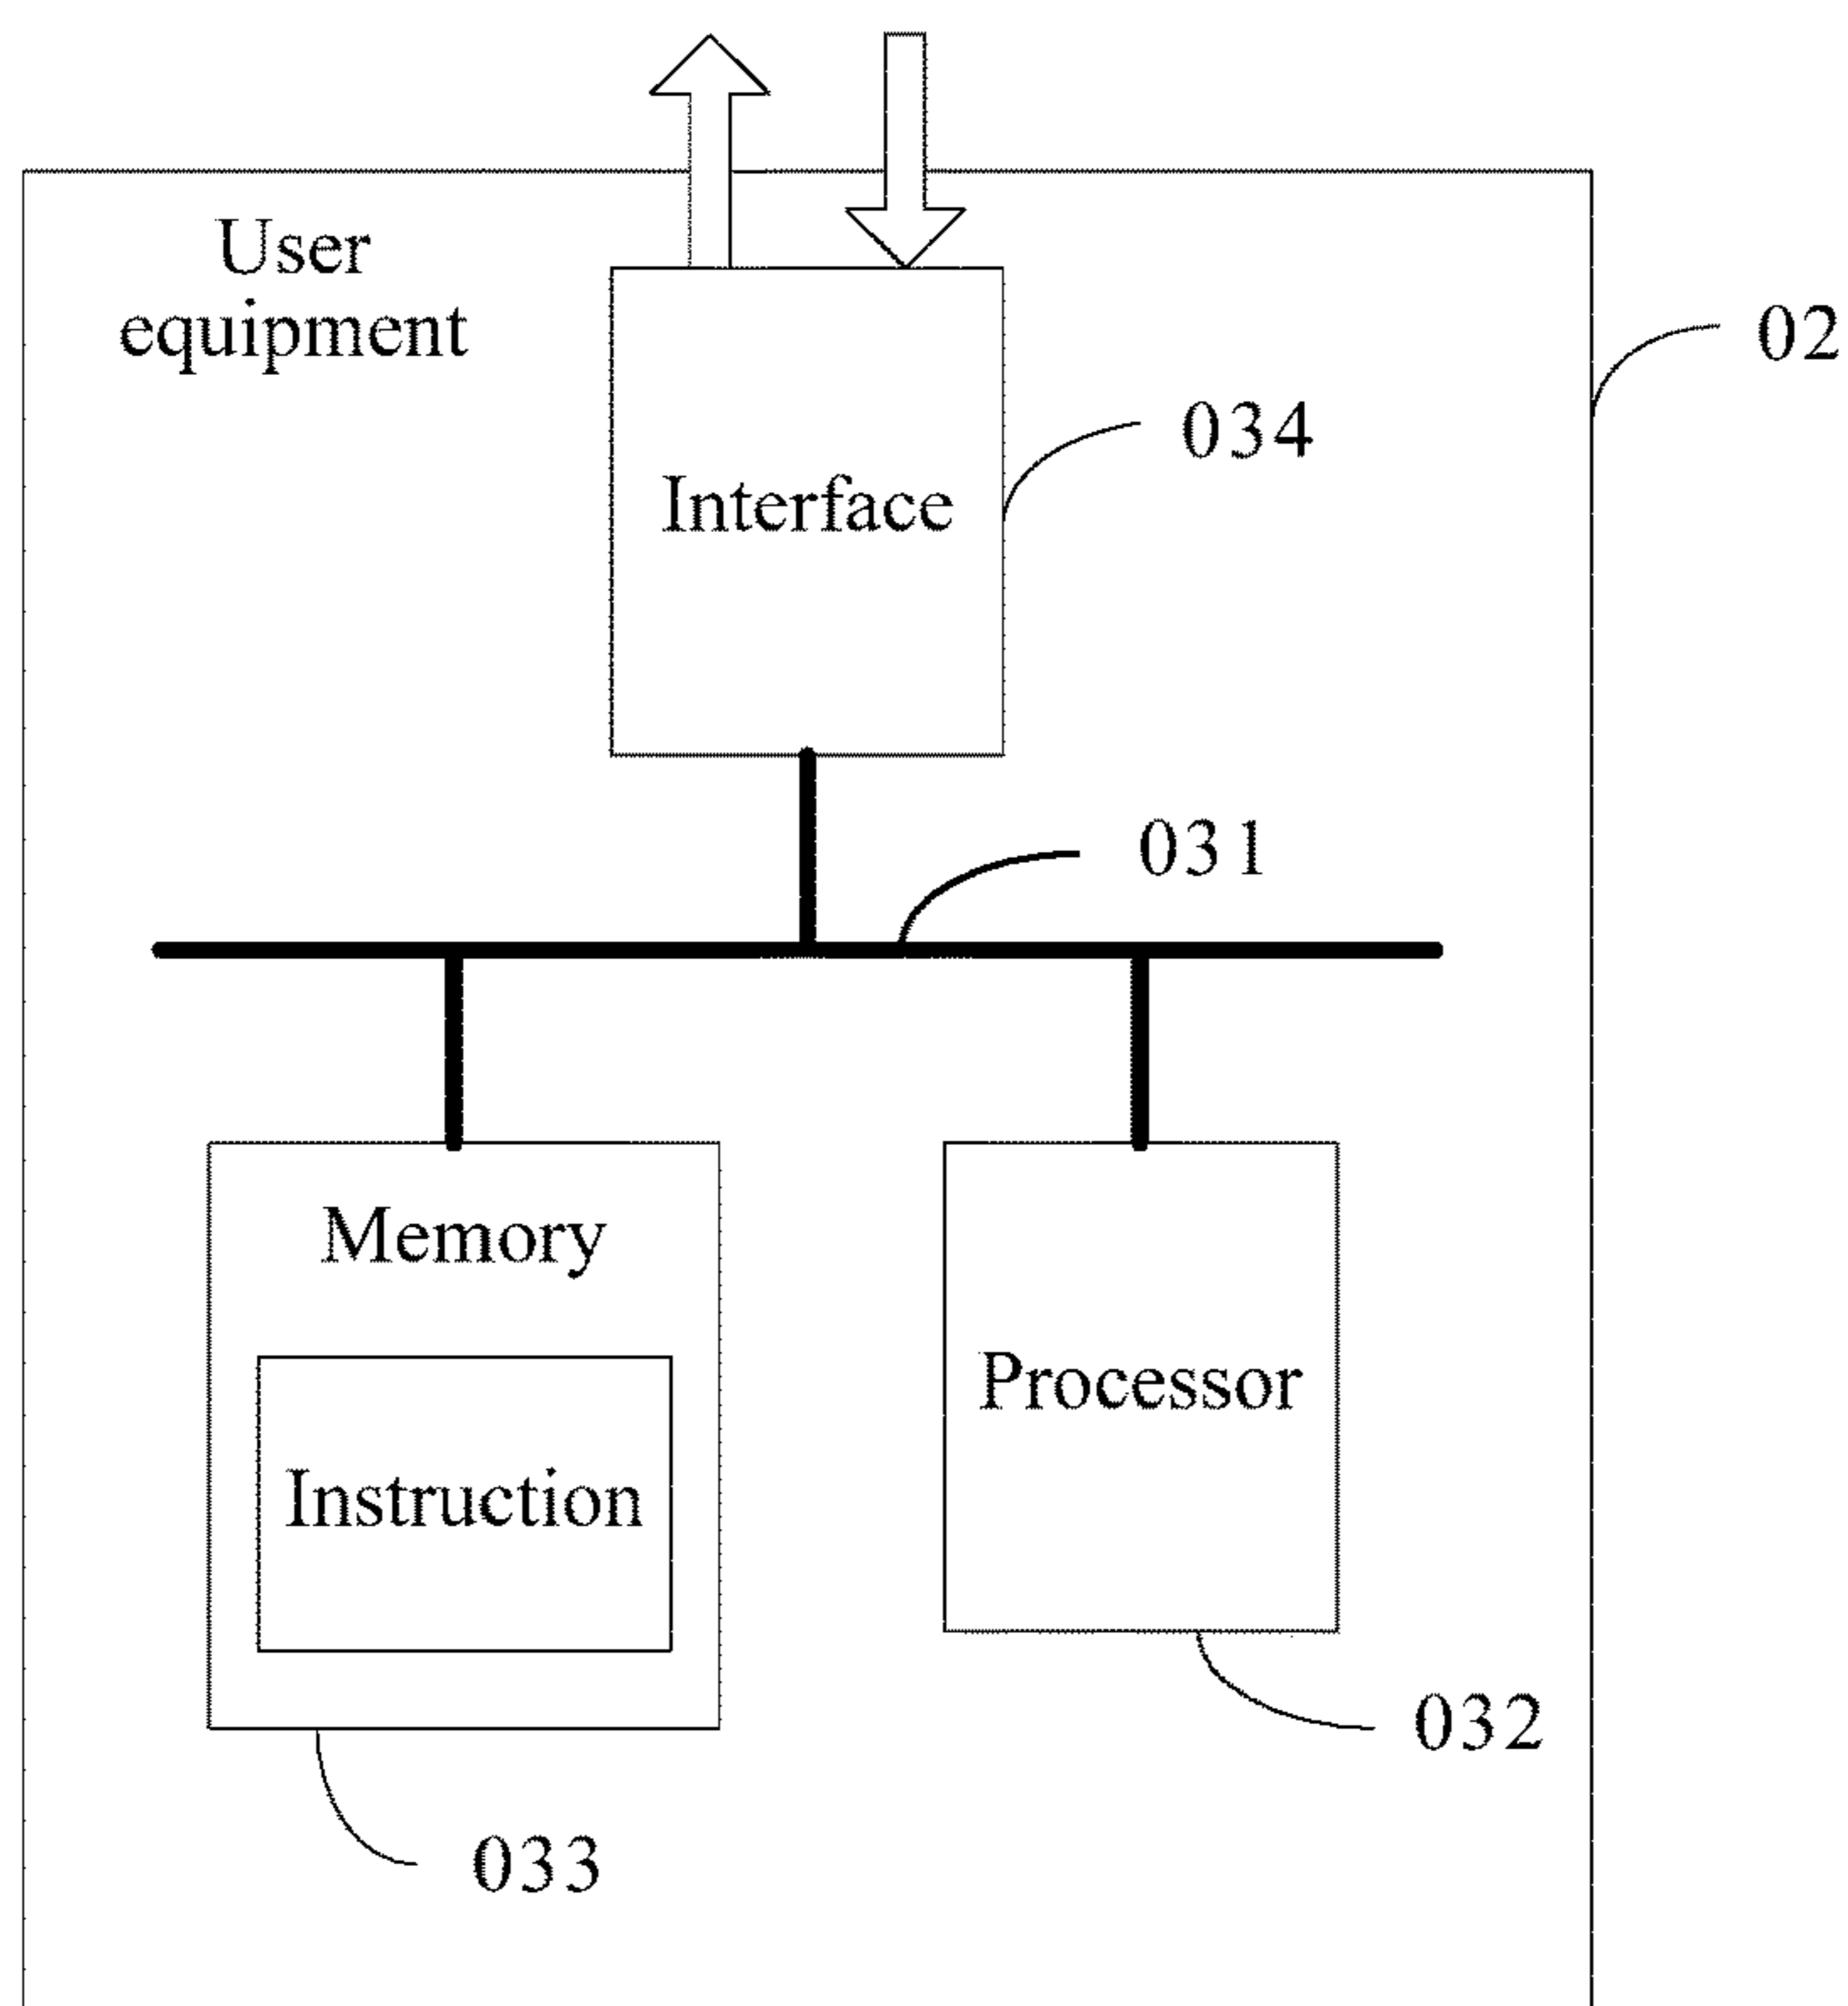 User
equipment
02
034
Interface
031
Memory
Processor
Instruction
032
033